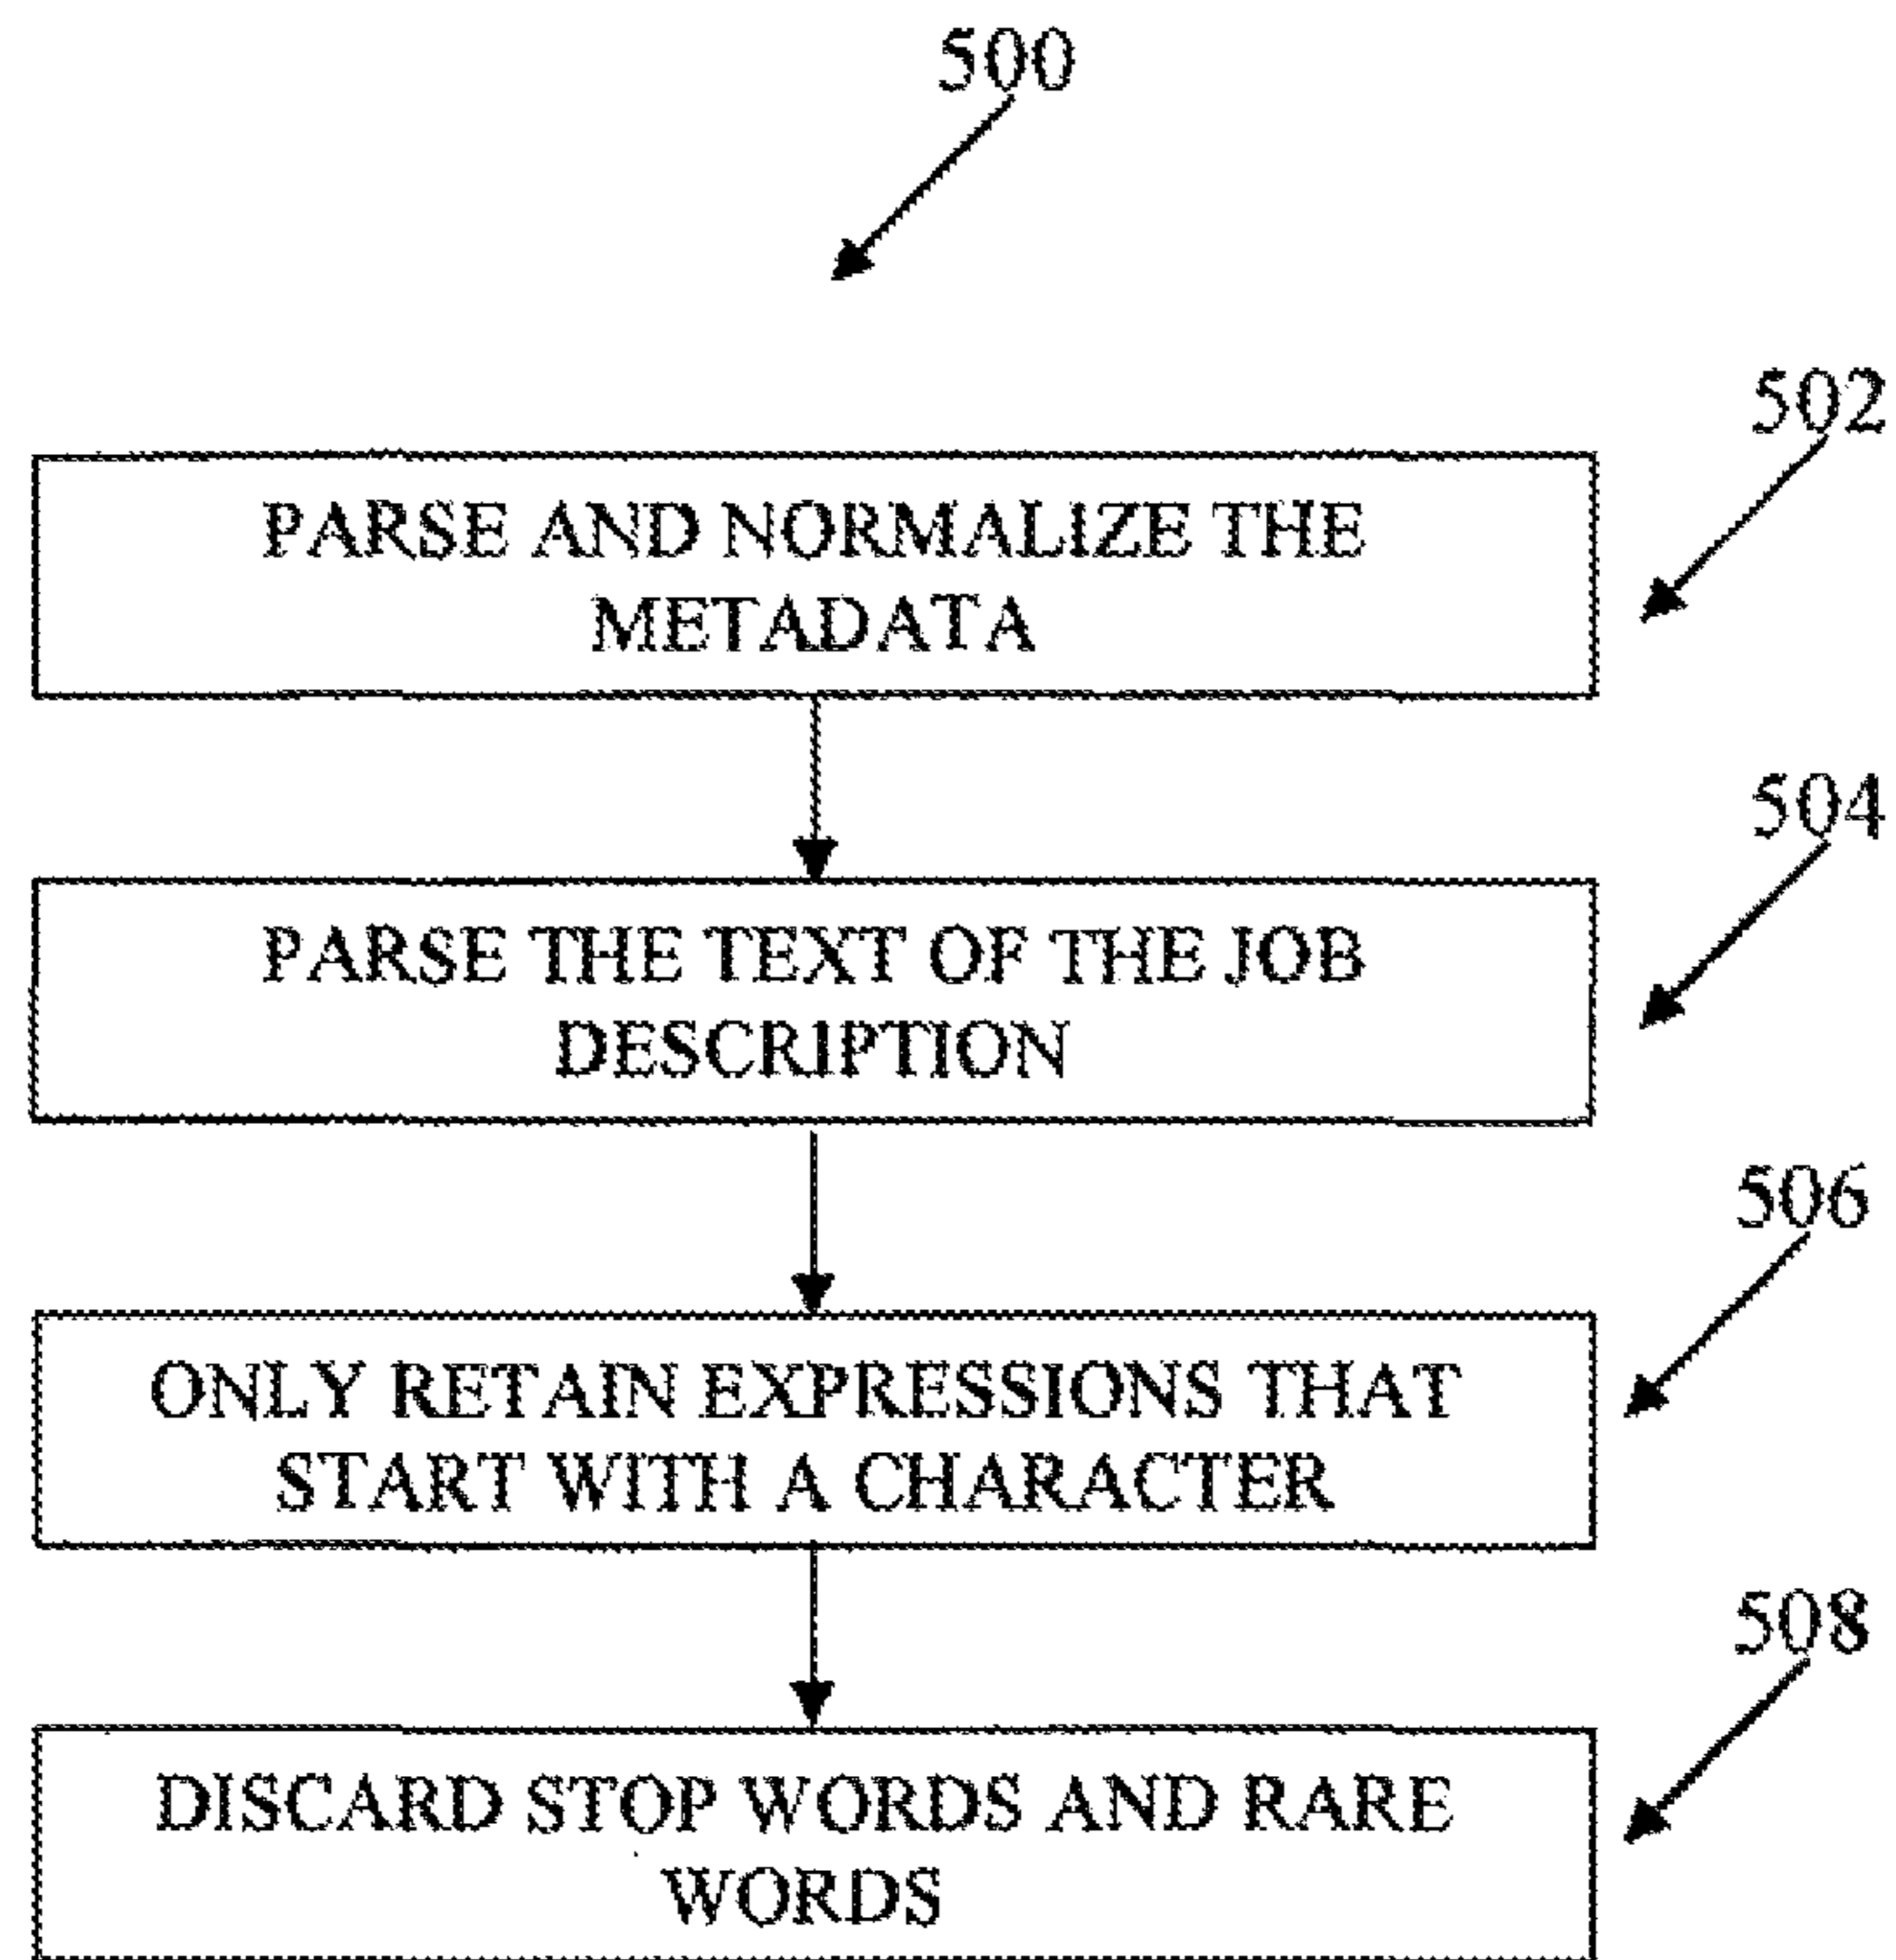 500
502
PARSE AND NORMALIZE THE
METADATA
504
PARSE THE TEXT OF THE JOB
DESCRIPTION
506
ONLY RETAIN EXPRESSIONS THAT
START WITH A CHARACTER
508
DISCARD STOP WORDS AND RARE
WORDS